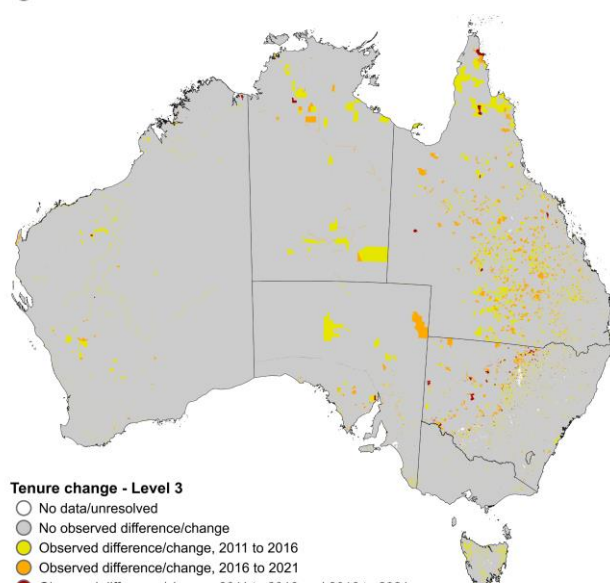 Tenure change - Level 3
No data/unresolved
No observed difference/change
Observed difference/change, 2011 to 2016
Observed difference/change, 2016 to 2021